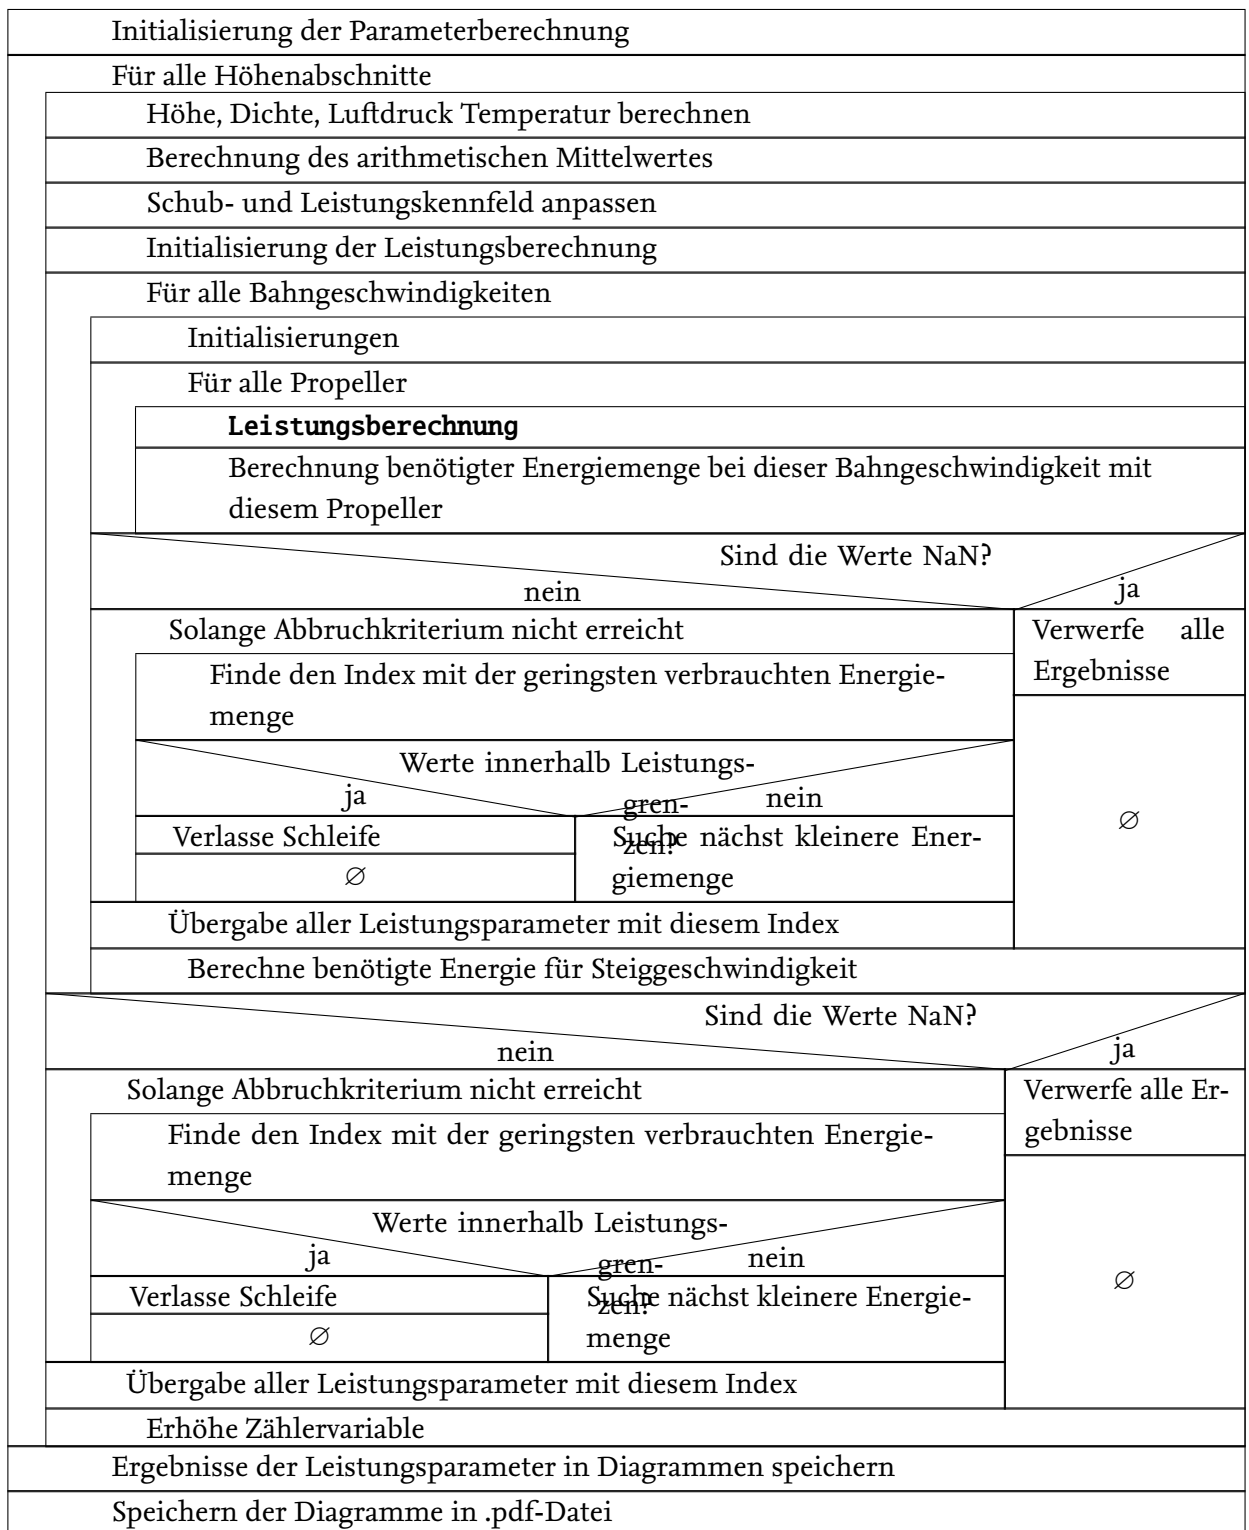 Initialisierung der Parameterberechnung
Für alle Höhenabschnitte
Höhe, Dichte, Luftdruck Temperatur berechnen
Berechnung des arithmetischen Mittelwertes
Schub- und Leistungskennfeld anpassen
Initialisierung der Leistungsberechnung
Für alle Bahngeschwindigkeiten
Initialisierungen
Für alle Propeller
Leistungsberechnung
Berechnung benötigter Energiemenge bei dieser Bahngeschwindigkeit mit
diesem Propeller
Sind die Werte NaN?
nein
ja
Solange Abbruchkriterium nicht erreicht
Verwerfe alle
Ergebnisse
Finde den Index mit der geringsten verbrauchten Energie-
menge
Werte innerhalb Leistungs-
gren-
zen?
ja
nein
∅
Verlasse Schleife
∅
Suche nächst kleinere Ener-
giemenge
Übergabe aller Leistungsparameter mit diesem Index
Berechne benötigte Energie für Steiggeschwindigkeit
Sind die Werte NaN?
nein
ja
Solange Abbruchkriterium nicht erreicht
Verwerfe alle Er-
gebnisse
Finde den Index mit der geringsten verbrauchten Energie-
menge
Werte innerhalb Leistungs-
gren-
zen?
ja
nein
∅
Verlasse Schleife
∅
Suche nächst kleinere Energie-
menge
Übergabe aller Leistungsparameter mit diesem Index
Erhöhe Zählervariable
Ergebnisse der Leistungsparameter in Diagrammen speichern
Speichern der Diagramme in .pdf-Datei